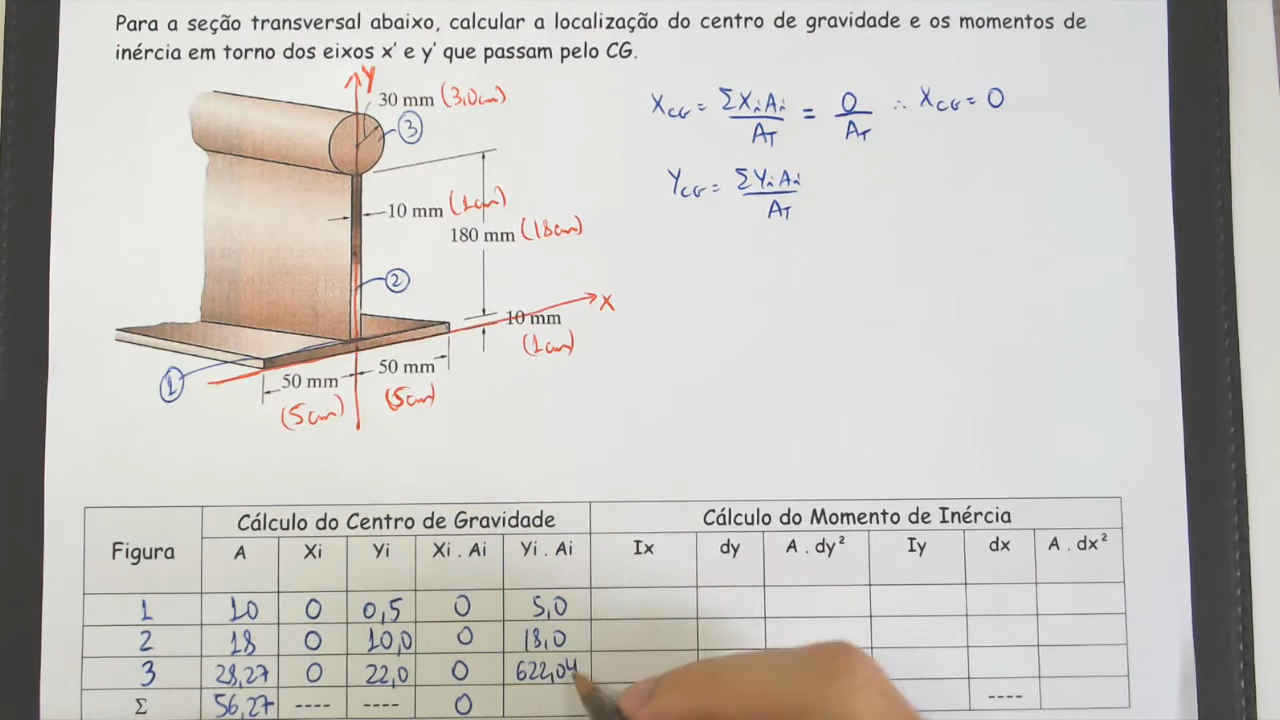 Para a seção transversal abaixo, calcular a localização do centro de gravidade e os momentos de
inércia em torno dos eixos x' e y' que passam pelo CG.
Y
30 mm (3,0cm)
3
10 mm (1cm)
180 mm (18cm)
2
X
10 mm
(1cm)
1
50 mm
50 mm
(5cm)
(5cm)
X_CG = ΣXi Ai / AT = 0 / AT ∴ X_CG = 0
Y_CG = ΣYi Ai / AT
Figura Cálculo do Centro de Gravidade Cálculo do Momento de Inércia
A Xi Yi Xi . Ai Yi . Ai Ix dy A . dy² Iy dx A . dx²
1 10 0 0,5 0 5,0
2 18 0 10,0 0 18,0
3 28,27 0 22,0 0 622,04
Σ 56,27 ---- ---- 0 ----